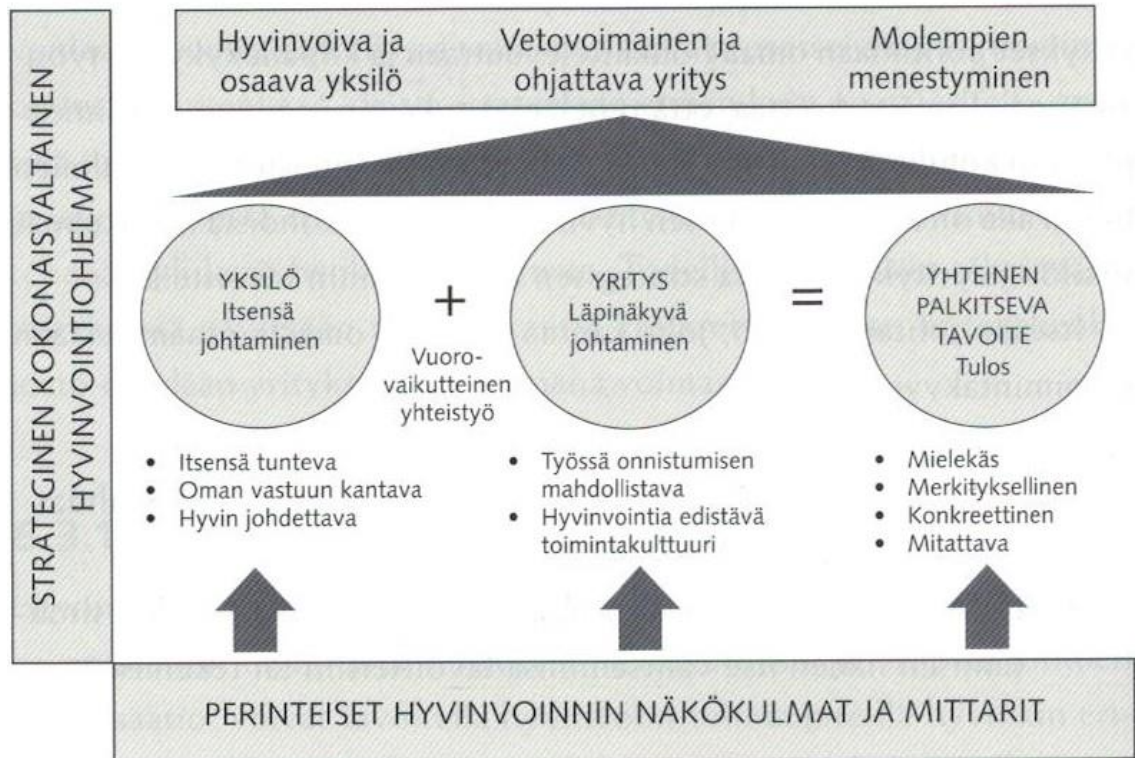 STRATEGINEN KOKONAISVALTAINEN
HYVINVOINTIOHJELMA
Hyvinvoiva ja
osaava yksilö
Vetovoimainen ja
ohjattava yritys
Molempien
menestyminen
YKSILÖ
Itsensä
johtaminen
+
Vuoro-
vaikutteinen
yhteistyö
YRITYS
Läpinäkyvä
johtaminen
=
YHTEINEN
PALKITSEVA
TAVOITE
Tulos
• Itsensä tunteva
• Oman vastuun kantava
• Hyvin johdettava
• Työssä onnistumisen
mahdollistava
• Hyvinvointia edistävä
toimintakulttuuri
• Mielekäs
• Merkityksellinen
• Konkreettinen
• Mitattava
PERINTEISET HYVINVOINNIN NÄKÖKULMAT JA MITTARIT